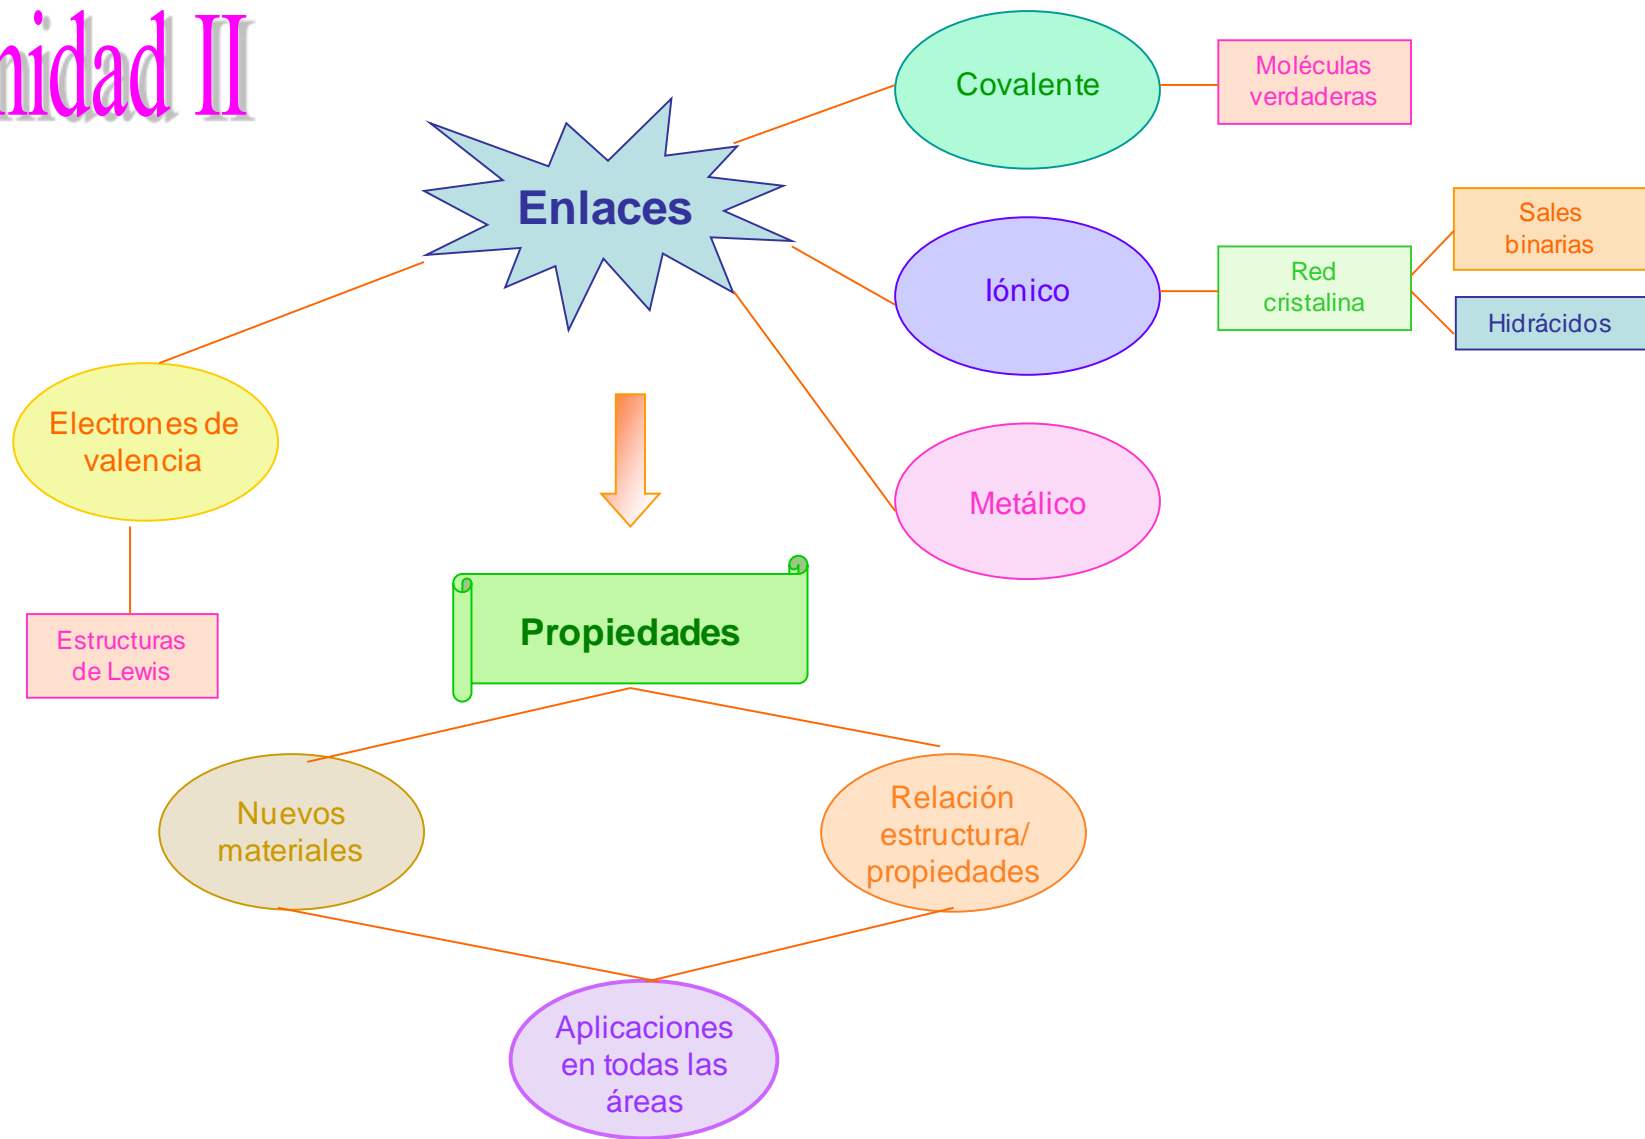 nidad II
Covalente
Moléculas
verdaderas
Enlaces
Sales
binarias
Iónico
Red
cristalina
Hidrácidos
Electrones de
valencia
Metálico
Propiedades
Estructuras
de Lewis
Nuevos
materiales
Relación
estructura/
propiedades
Aplicaciones
en todas las
áreas